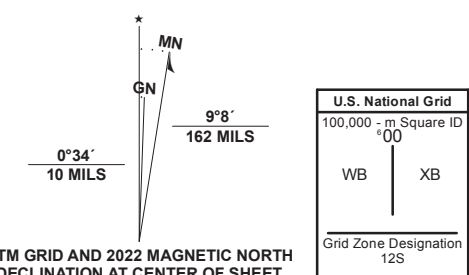 ★
MN
GN
9°8´
162 MILS
0°34´
10 MILS
TM GRID AND 2022 MAGNETIC NORTH
DECLINATION AT CENTER OF SHEET
U.S. National Grid
100,000 - m Square ID
⁶00
WB XB
Grid Zone Designation
12S